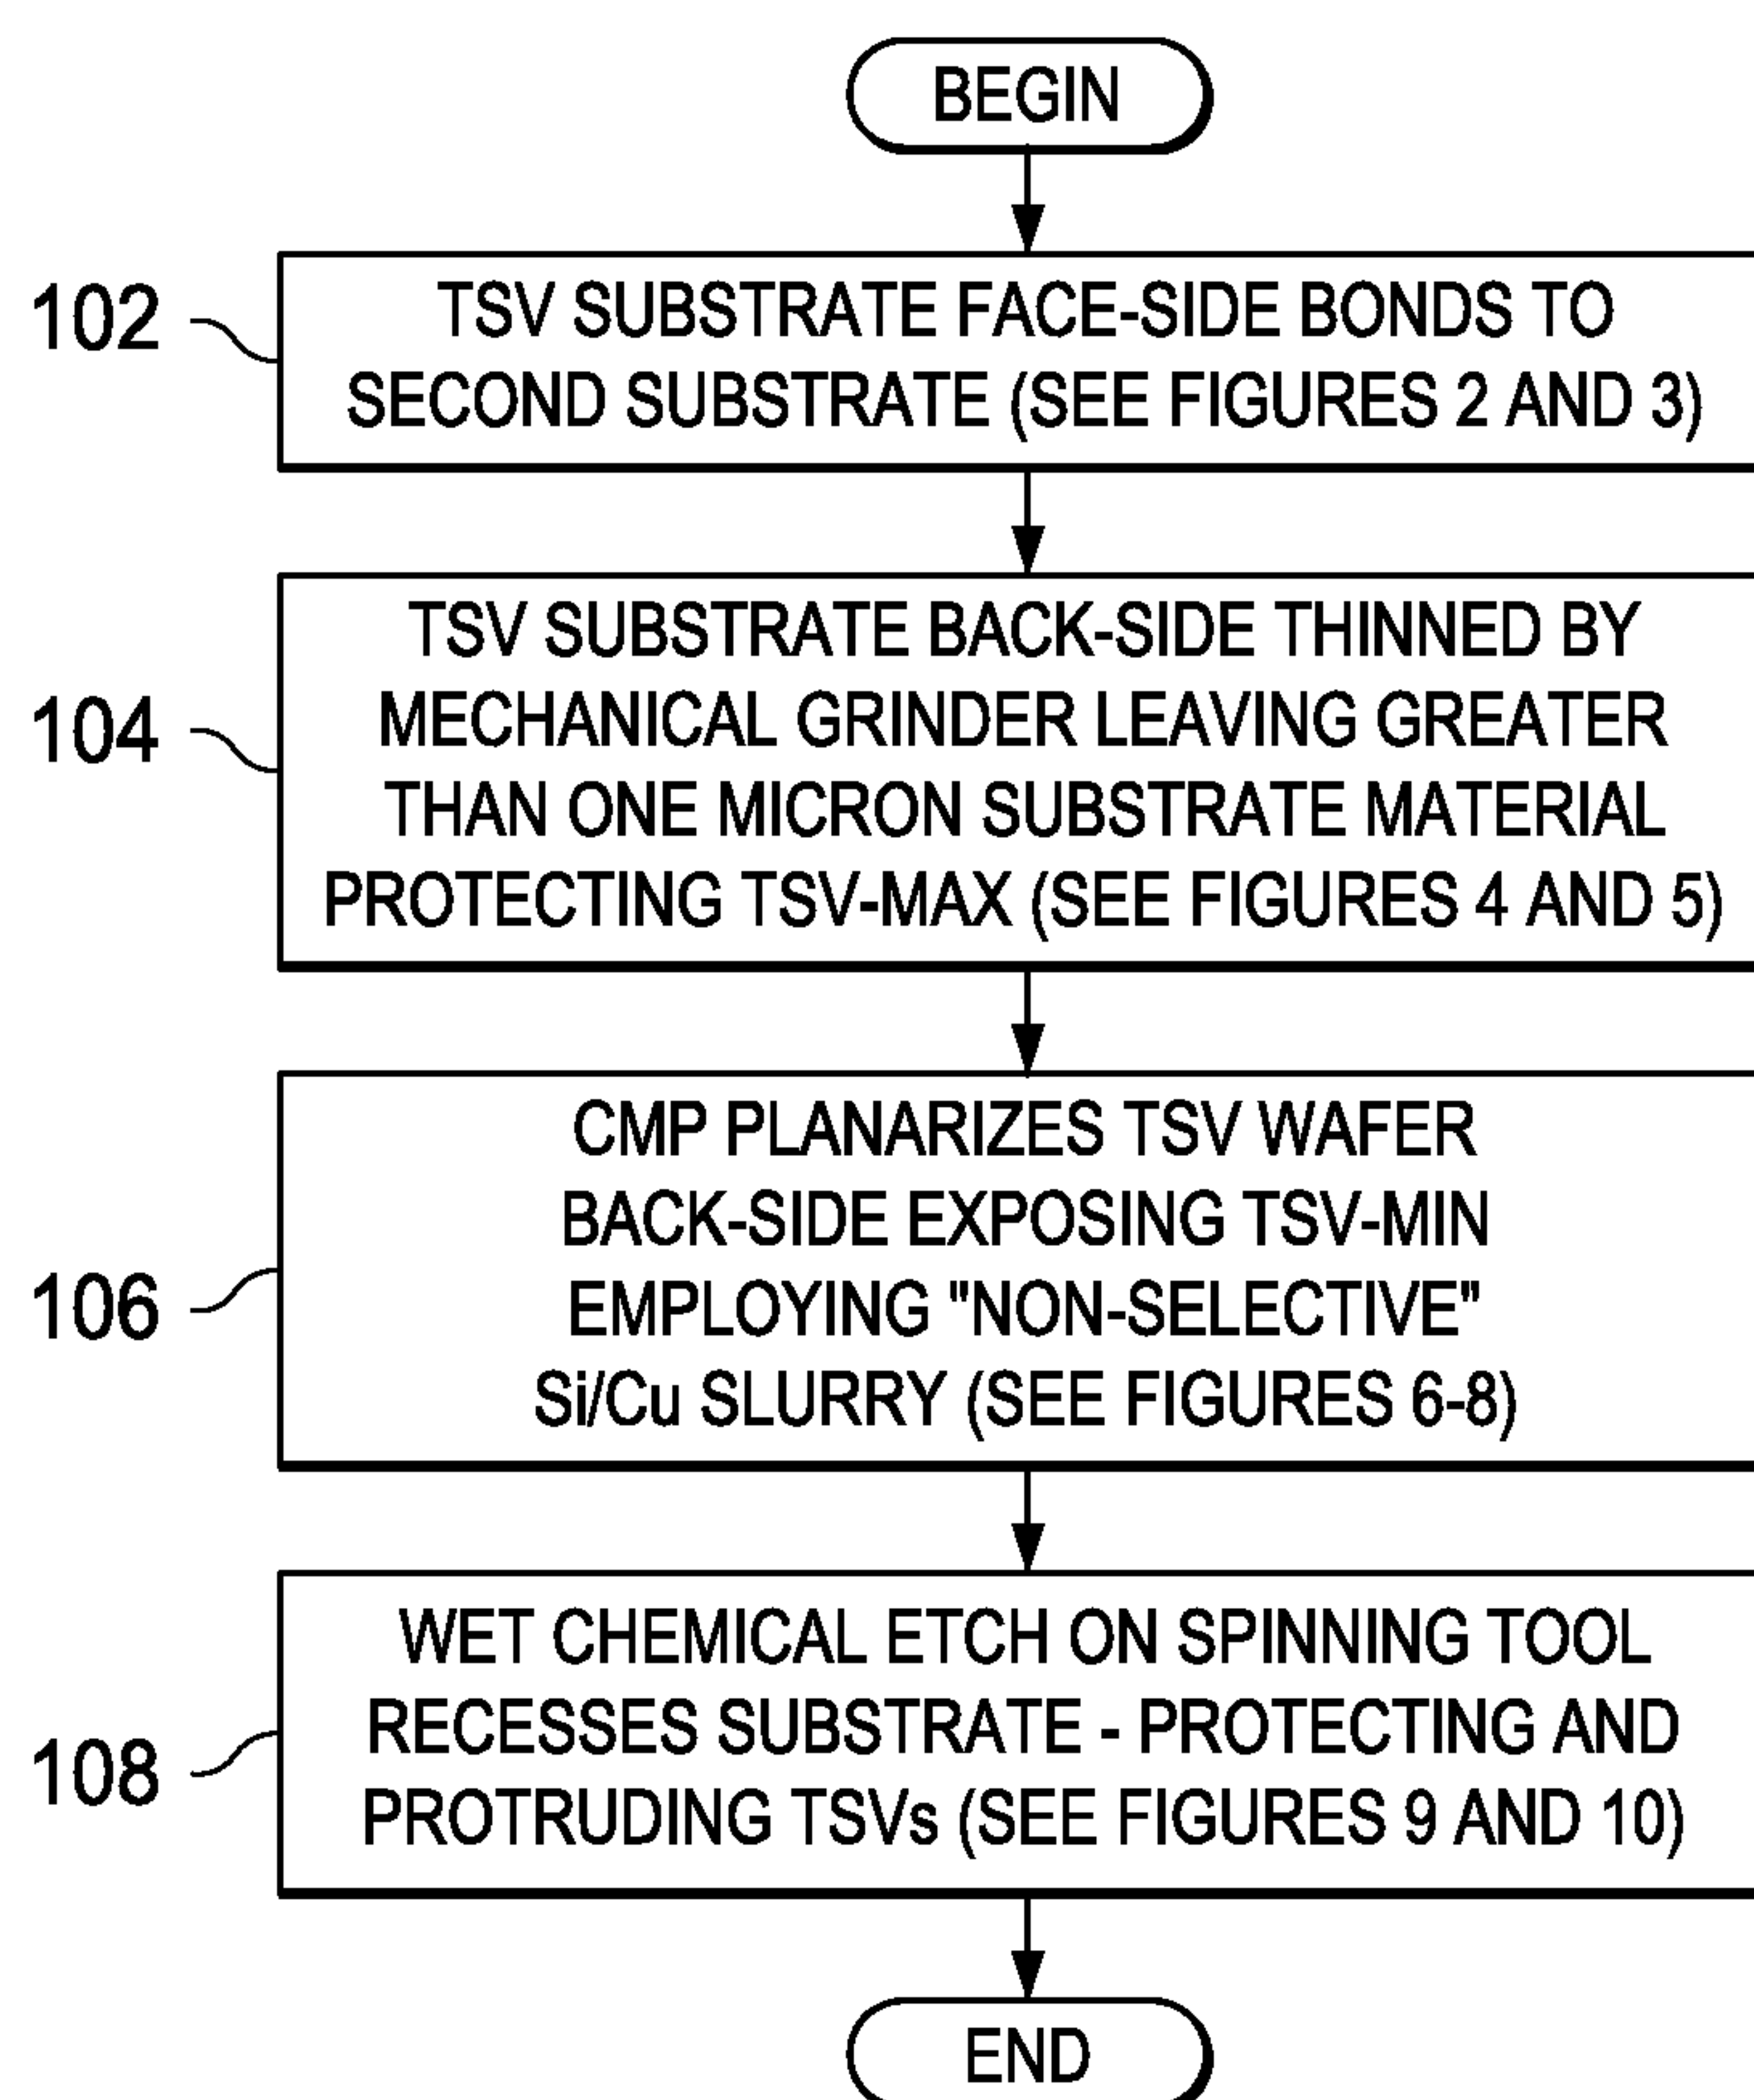 BEGIN
102
TSV SUBSTRATE FACE-SIDE BONDS TO
SECOND SUBSTRATE (SEE FIGURES 2 AND 3)
104
TSV SUBSTRATE BACK-SIDE THINNED BY
MECHANICAL GRINDER LEAVING GREATER
THAN ONE MICRON SUBSTRATE MATERIAL
PROTECTING TSV-MAX (SEE FIGURES 4 AND 5)
106
CMP PLANARIZES TSV WAFER
BACK-SIDE EXPOSING TSV-MIN
EMPLOYING "NON-SELECTIVE"
Si/Cu SLURRY (SEE FIGURES 6-8)
108
WET CHEMICAL ETCH ON SPINNING TOOL
RECESSES SUBSTRATE - PROTECTING AND
PROTRUDING TSVs (SEE FIGURES 9 AND 10)
END